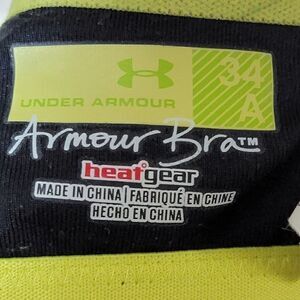 34
UNDER ARMOUR
A
Armour Bra™
heatgear
MADE IN CHINA | FABRIQUÉ EN CHINE
HECHO EN CHINA